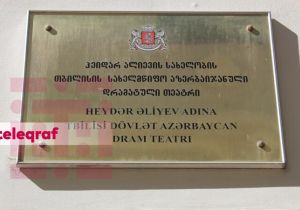 ჰეიდარ ალიევის სახელობის
თბილისის სახელმწიფო აზერბაიჯანული
დრამატული თეატრი
HEYDƏR ƏLİYEV ADINA
TBİLİSİ DÖVLƏT AZƏRBAYCAN
DRAM TEATRI
teleqraf